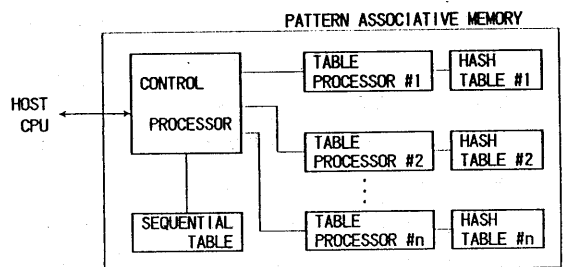 PATTERN ASSOCIATIVE MEMORY
HOST
CPU
CONTROL
PROCESSOR
SEQUENTIAL
TABLE
TABLE
PROCESSOR #1
HASH
TABLE #1
TABLE
PROCESSOR #2
HASH
TABLE #2
TABLE
PROCESSOR #n
HASH
TABLE #n